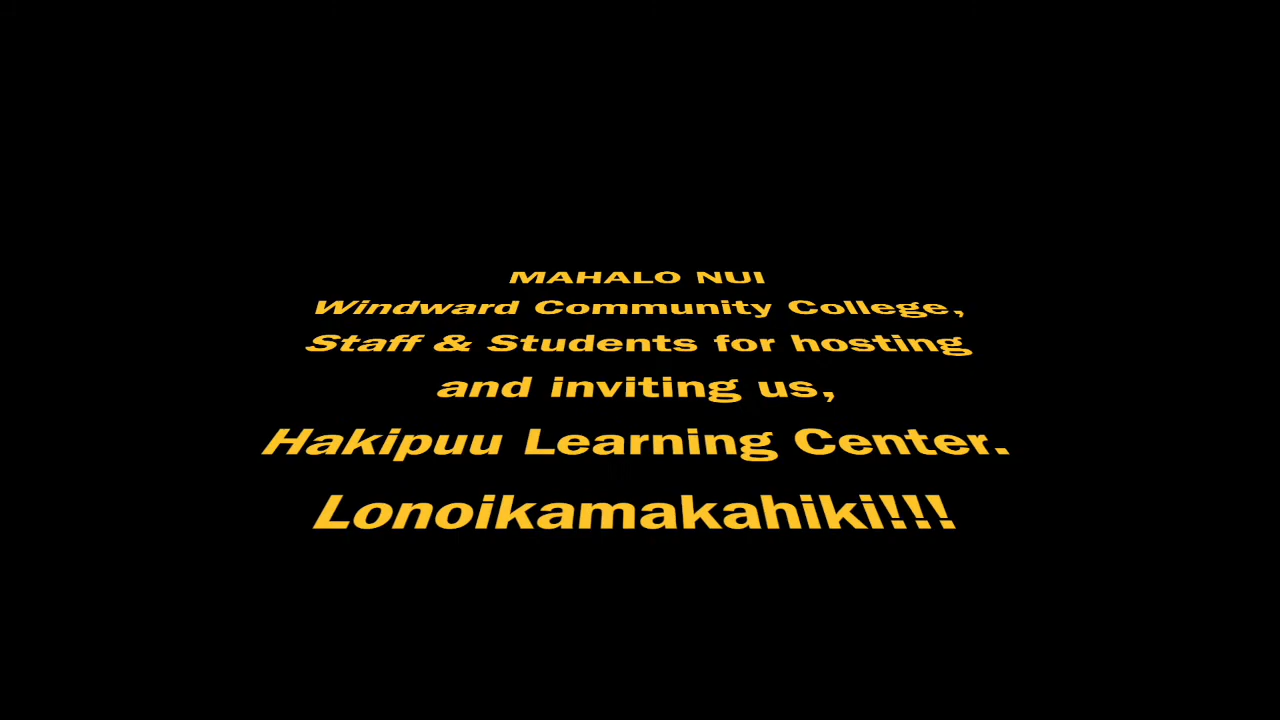 MAHALO NUI
Windward Community College,
Staff & Students for hosting
and inviting us,
Hakipuu Learning Center.
Lonoikamakahiki!!!